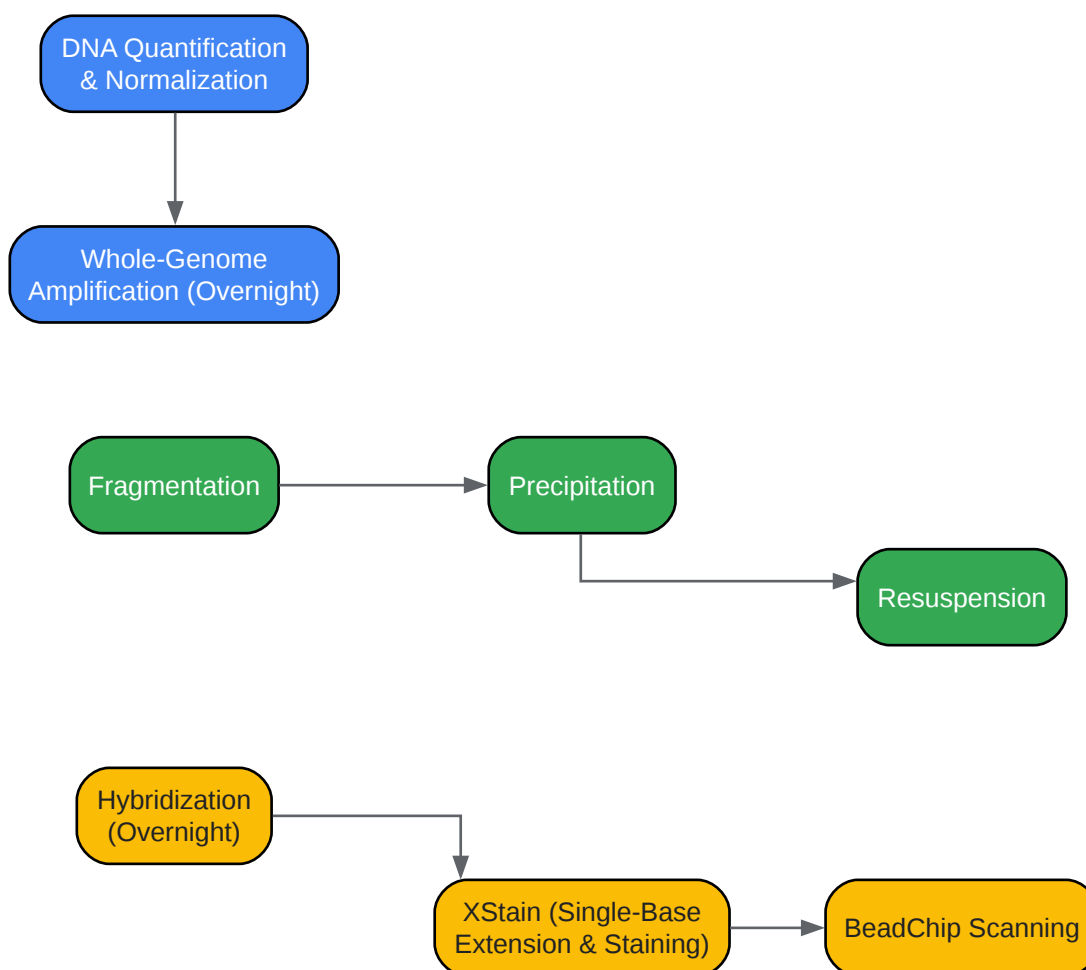 DNA Quantification
& Normalization
Whole-Genome
Amplification (Overnight)
Fragmentation
Precipitation
Resuspension
Hybridization
(Overnight)
XStain (Single-Base
Extension & Staining)
BeadChip Scanning